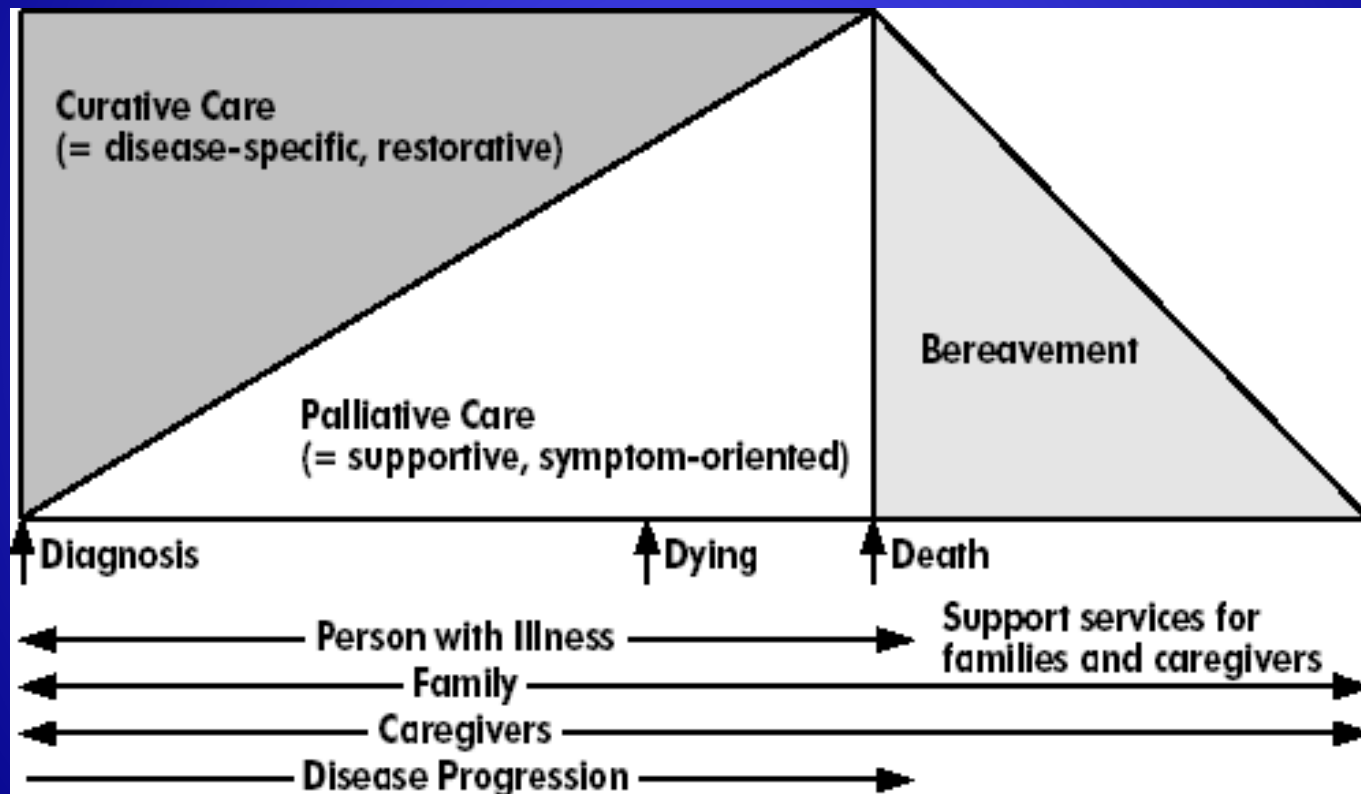 Curative Care
(= disease-specific, restorative)
Bereavement
Palliative Care
(= supportive, symptom-oriented)
Diagnosis
Dying
Death
Person with Illness
Support services for
families and caregivers
Family
Caregivers
Disease Progression